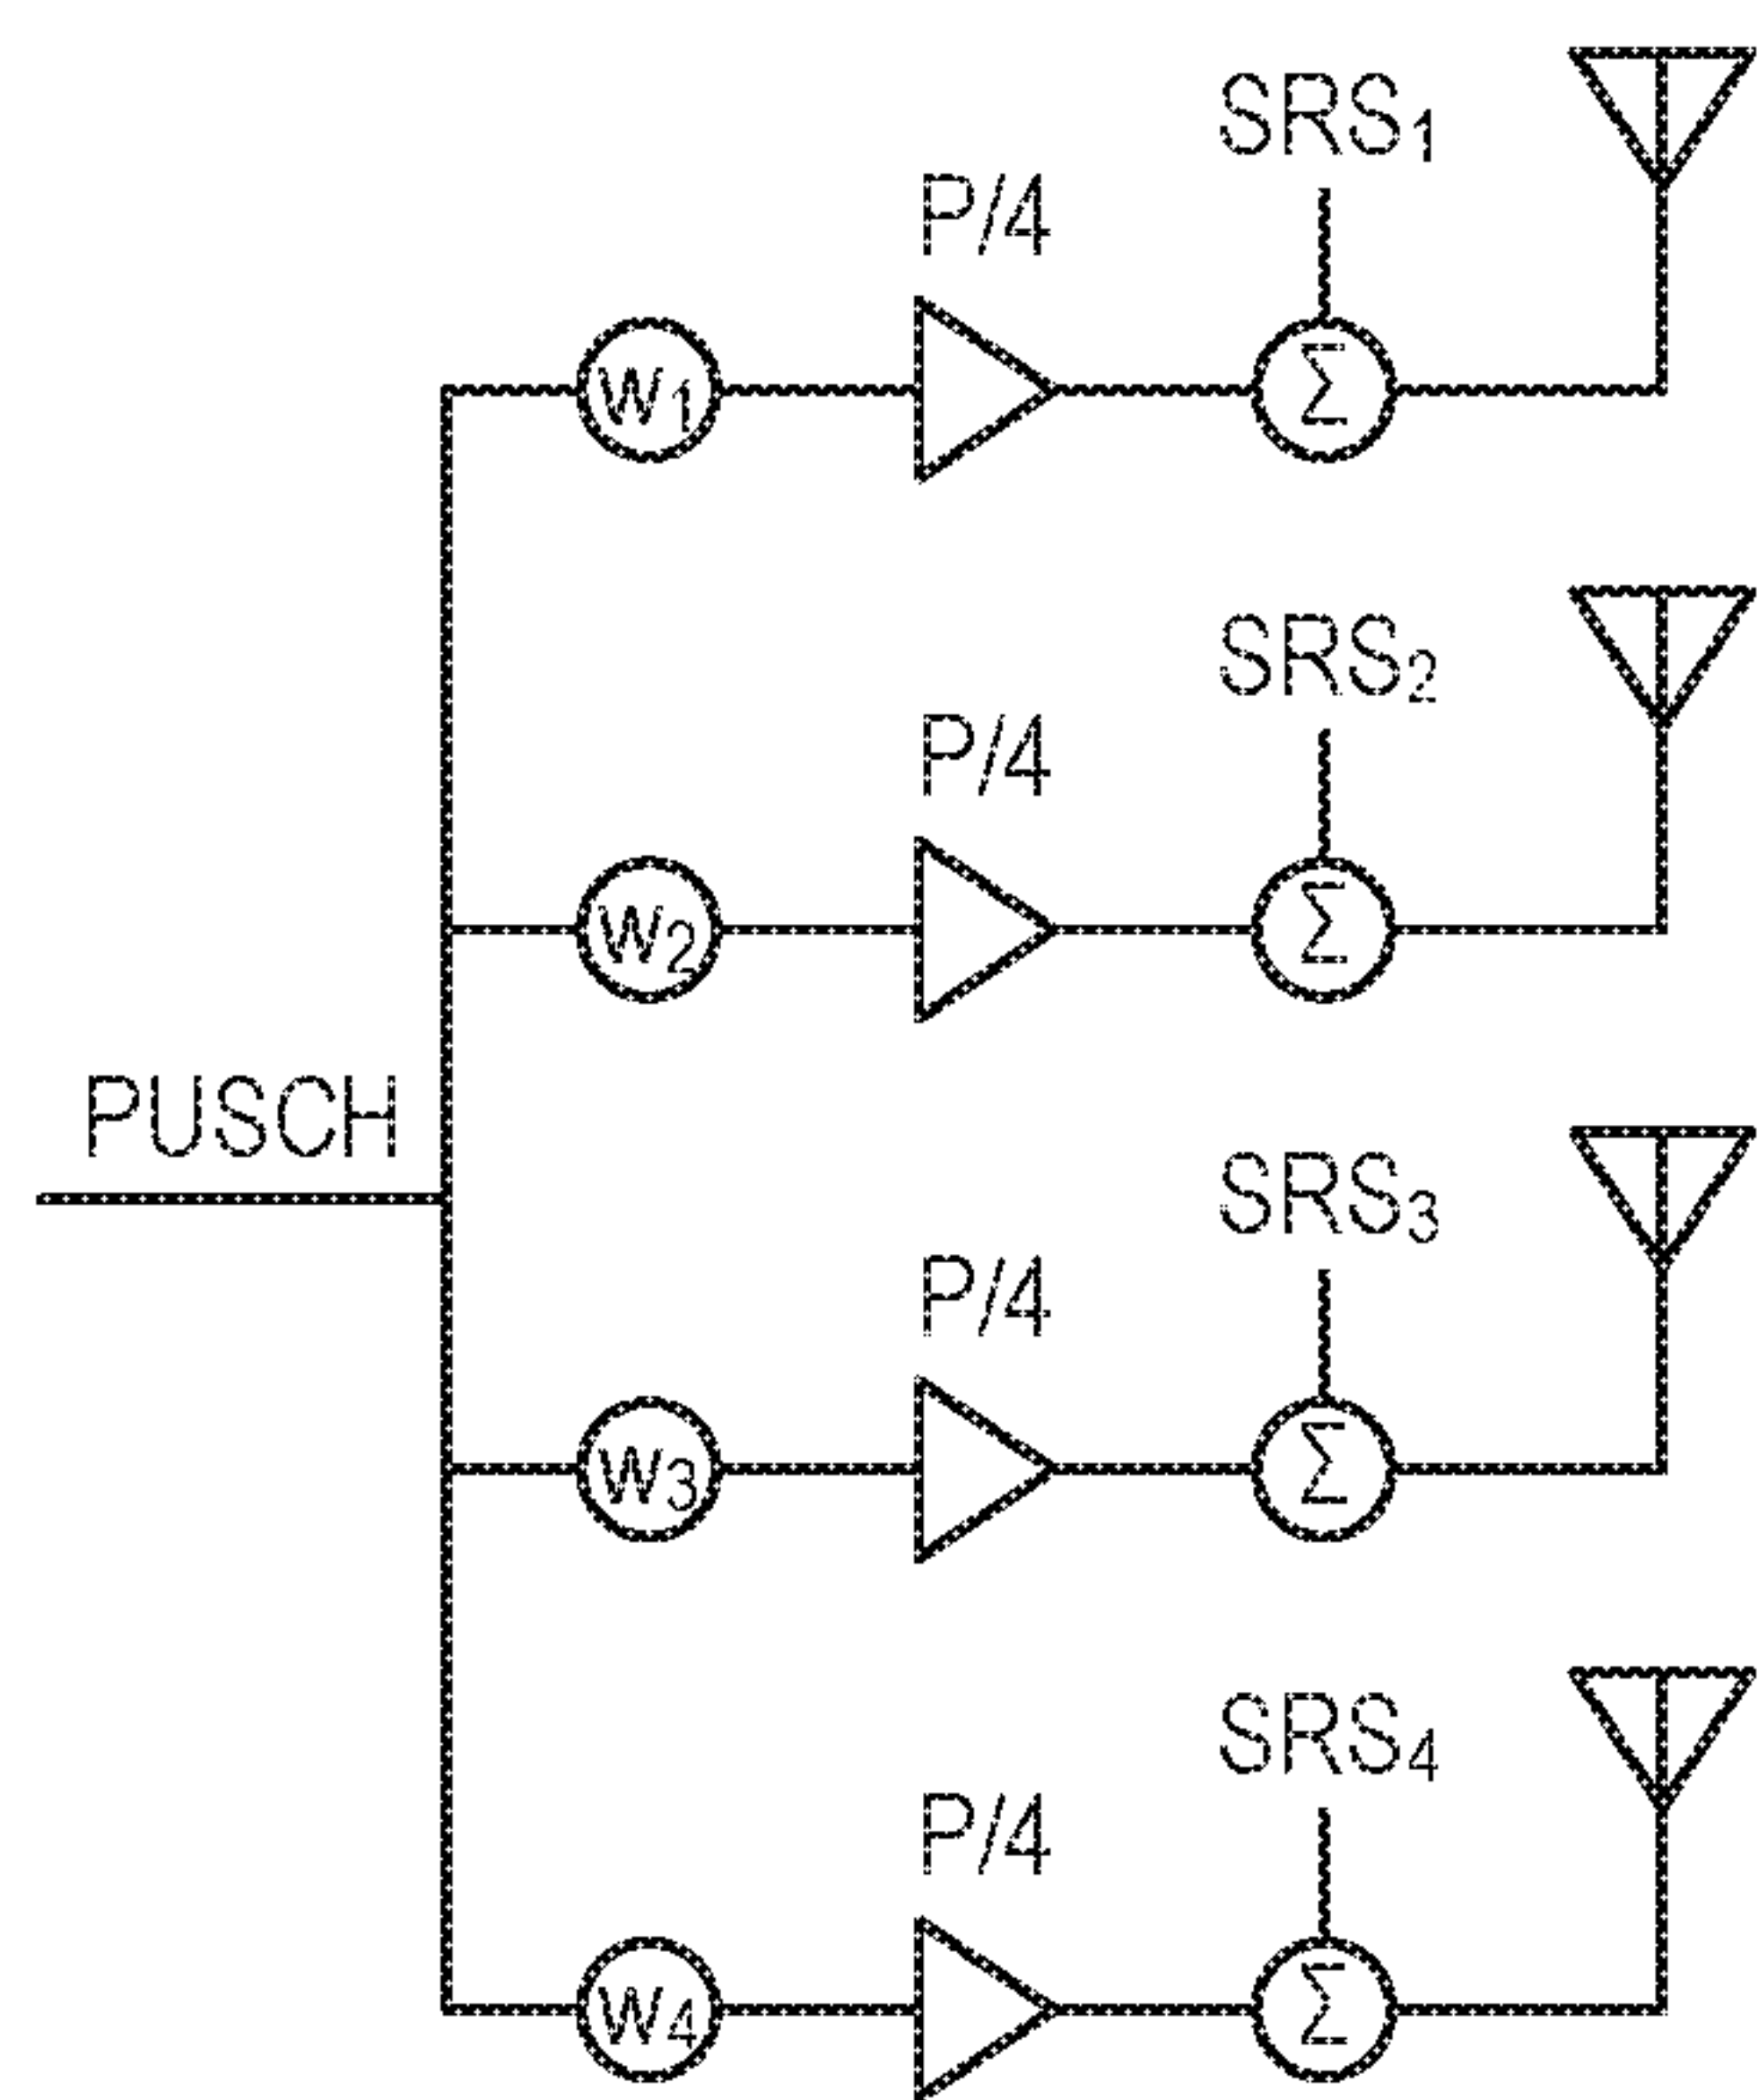 SRS₁
P/4
W₁
Σ
SRS₂
P/4
W₂
Σ
PUSCH
SRS₃
P/4
W₃
Σ
SRS₄
P/4
W₄
Σ